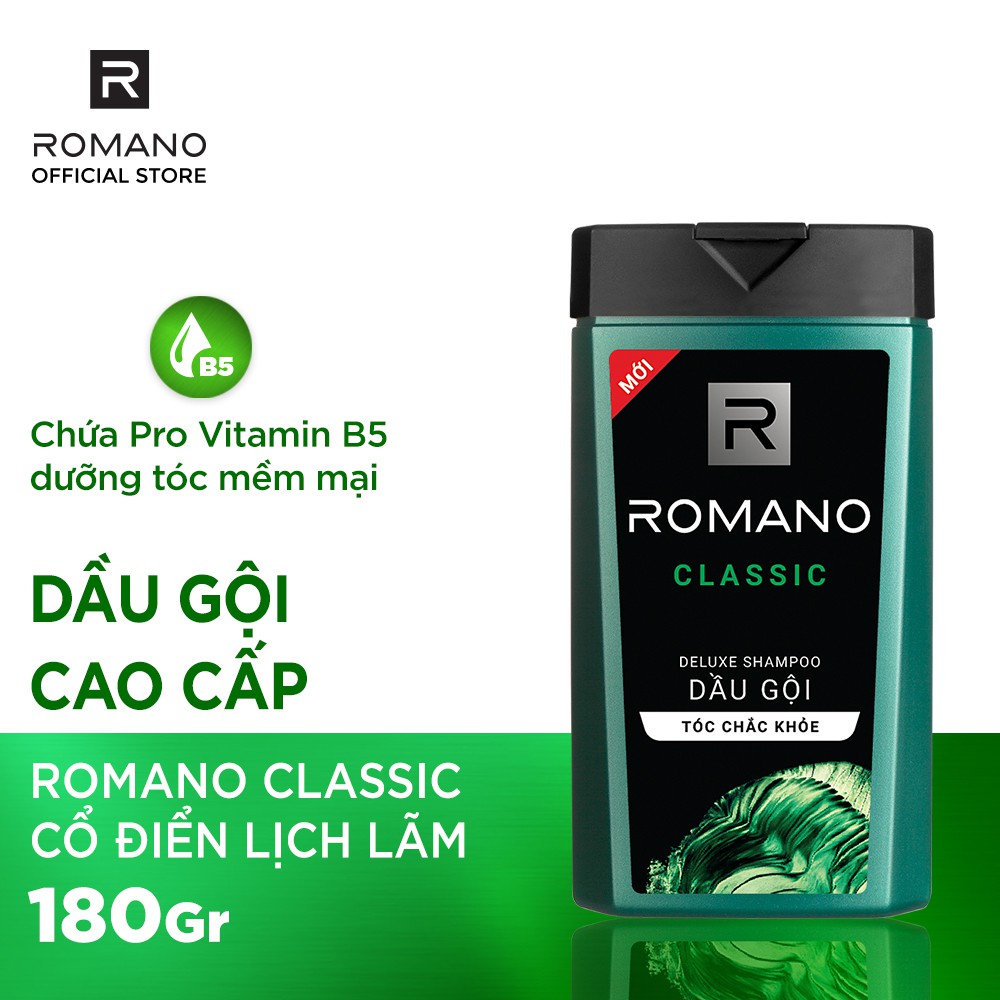 R
ROMANO
OFFICIAL STORE
B5
Chứa Pro Vitamin B5
dưỡng tóc mềm mại
DẦU GỘI
CAO CẤP
ROMANO CLASSIC
CỔ ĐIỂN LỊCH LÃM
180Gr
MỚI
R
ROMANO
CLASSIC
DELUXE SHAMPOO
DẦU GỘI
TÓC CHẮC KHỎE